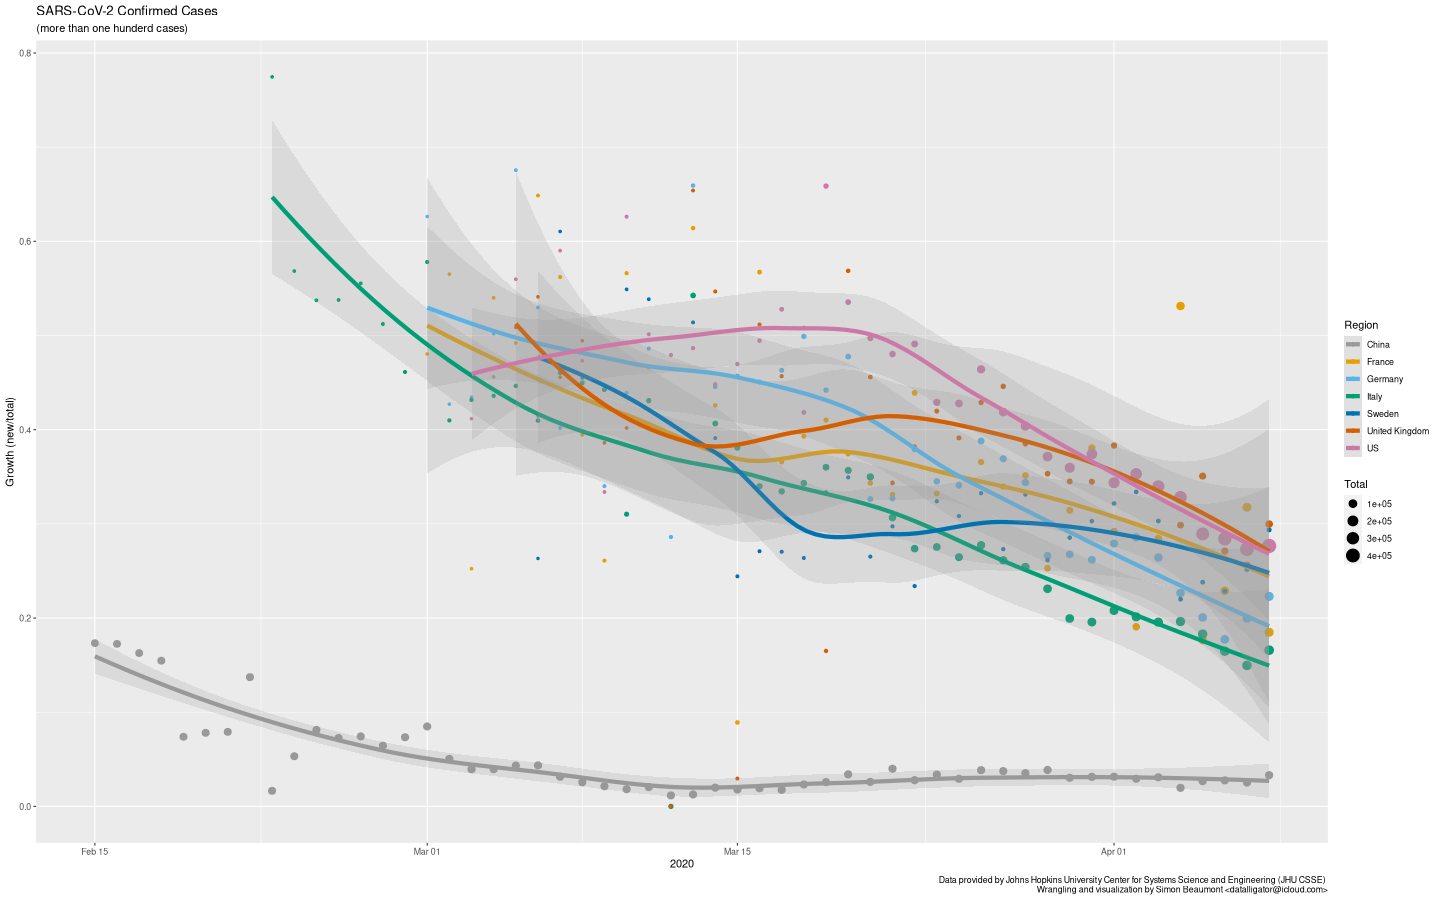 SARS-CoV-2 Confirmed Cases
(more than one hunderd cases)
Growth (new/total)
0.8
0.6
0.4
0.2
0.0
Feb 15
Mar 01
Mar 15
Apr 01
2020
Region
China
France
Germany
Italy
Sweden
United Kingdom
US
Total
1e+05
2e+05
3e+05
4e+05
Data provided by Johns Hopkins University Center for Systems Science and Engineering (JHU CSSE)
Wrangling and visualization by Simon Beaumont <datalligator@icloud.com>